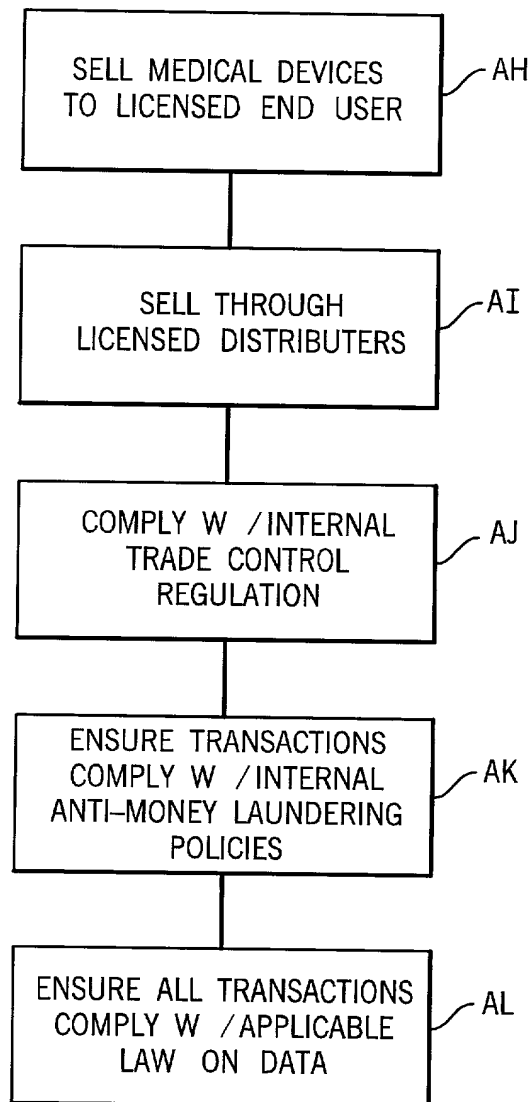 SELL MEDICAL DEVICES
TO LICENSED END USER
AH
SELL THROUGH
LICENSED DISTRIBUTERS
AI
COMPLY W /INTERNAL
TRADE CONTROL
REGULATION
AJ
ENSURE TRANSACTIONS
COMPLY W /INTERNAL
ANTI-MONEY LAUNDERING
POLICIES
AK
ENSURE ALL TRANSACTIONS
COMPLY W /APPLICABLE
LAW ON DATA
AL